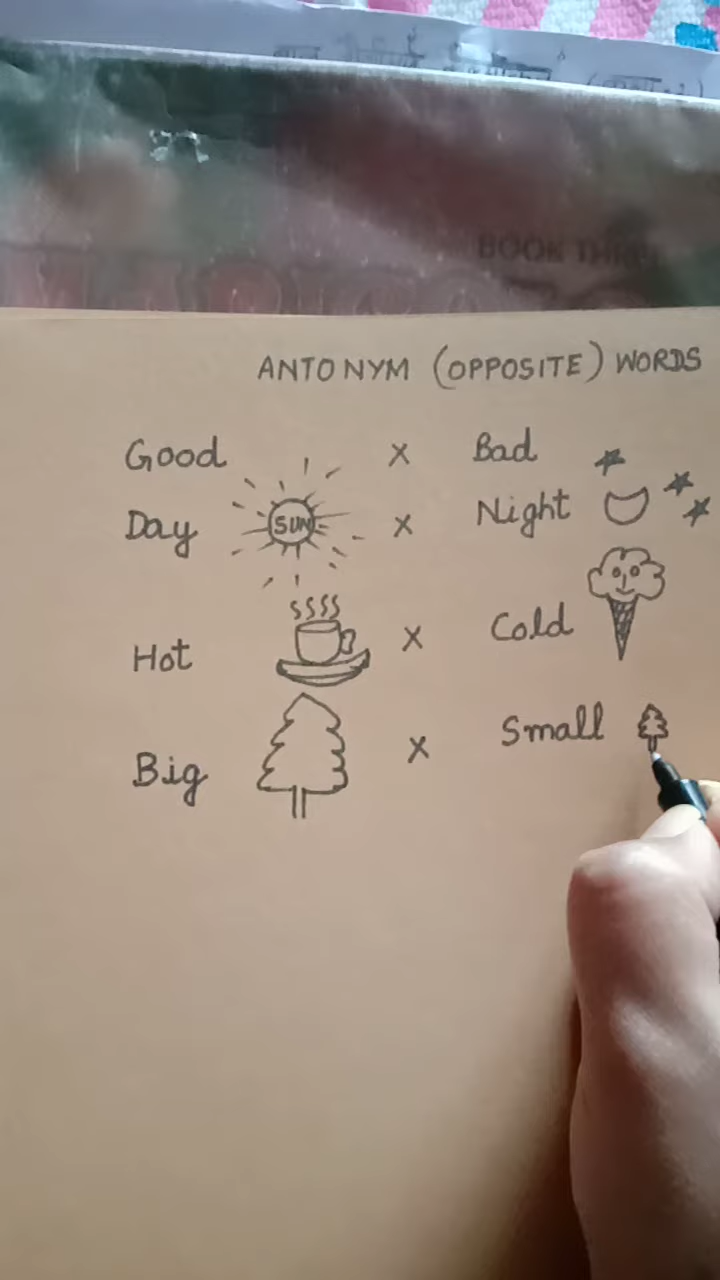 BOOK THREE
ANTONYM (OPPOSITE) WORDS
Good × Bad
Day SUN × Night
Hot × Cold
Big × Small